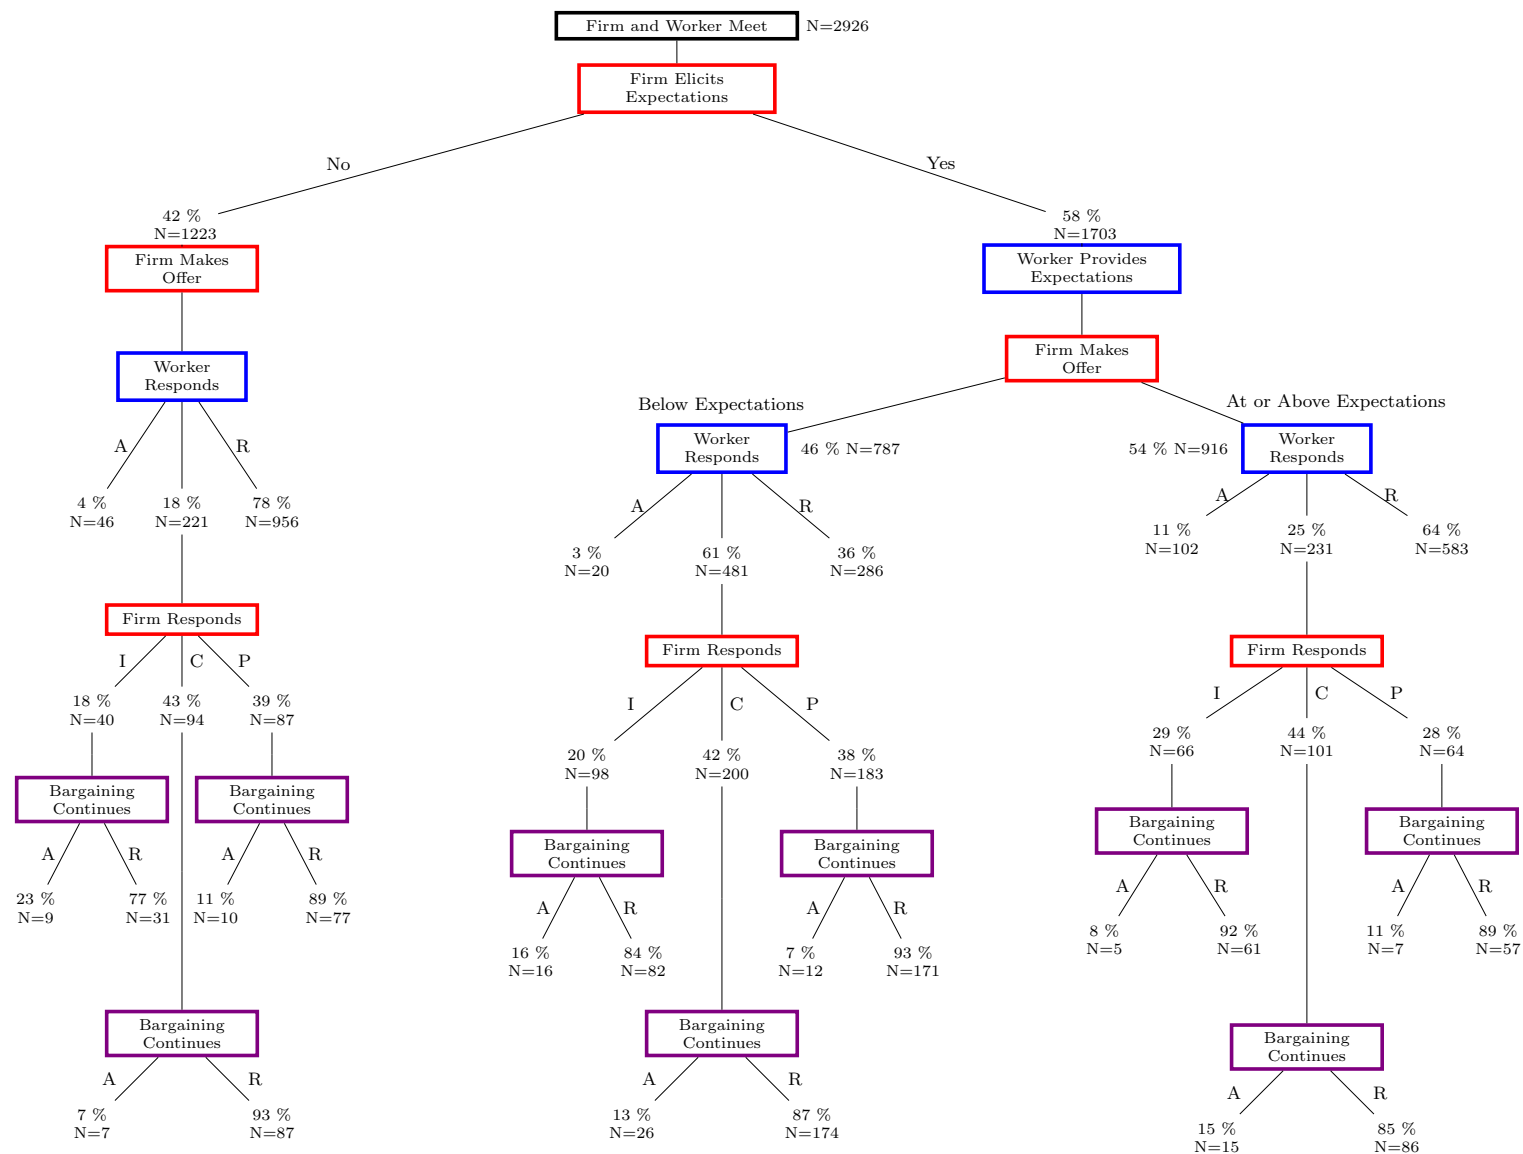 Firm and Worker Meet
N=2926
Firm Elicits
Expectations
No
Yes
42 %
N=1223
58 %
N=1703
Firm Makes
Offer
Worker Provides
Expectations
Firm Makes
Offer
Worker
Responds
Below Expectations
At or Above Expectations
Worker
Responds
46 % N=787
54 % N=916
Worker
Responds
A
R
4 %
N=46
18 %
N=221
78 %
N=956
A
R
3 %
N=20
61 %
N=481
36 %
N=286
A
R
11 %
N=102
25 %
N=231
64 %
N=583
Firm Responds
I
C
P
18 %
N=40
43 %
N=94
39 %
N=87
Firm Responds
I
C
P
20 %
N=98
42 %
N=200
38 %
N=183
Firm Responds
I
C
P
29 %
N=66
44 %
N=101
28 %
N=64
Bargaining
Continues
Bargaining
Continues
A
R
A
R
23 %
N=9
77 %
N=31
11 %
N=10
89 %
N=77
Bargaining
Continues
Bargaining
Continues
A
R
A
R
16 %
N=16
84 %
N=82
7 %
N=12
93 %
N=171
Bargaining
Continues
Bargaining
Continues
A
R
A
R
8 %
N=5
92 %
N=61
11 %
N=7
89 %
N=57
Bargaining
Continues
A
R
7 %
N=7
93 %
N=87
Bargaining
Continues
A
R
13 %
N=26
87 %
N=174
Bargaining
Continues
A
R
15 %
N=15
85 %
N=86